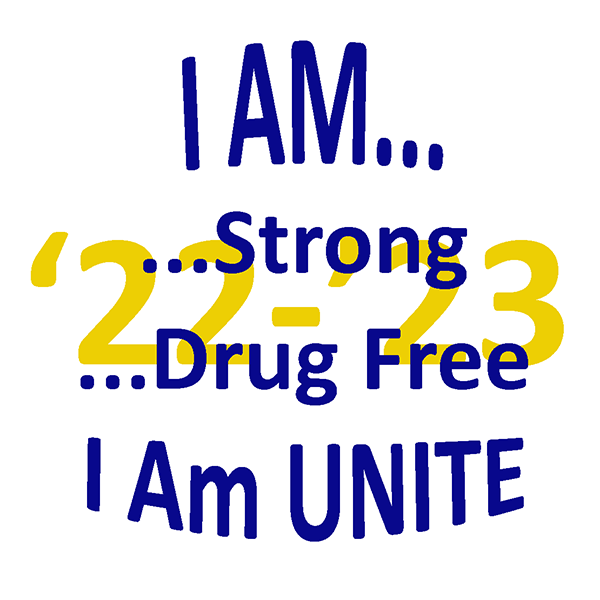 I AM...
...Strong
‘22-’23
...Drug Free
I Am UNITE